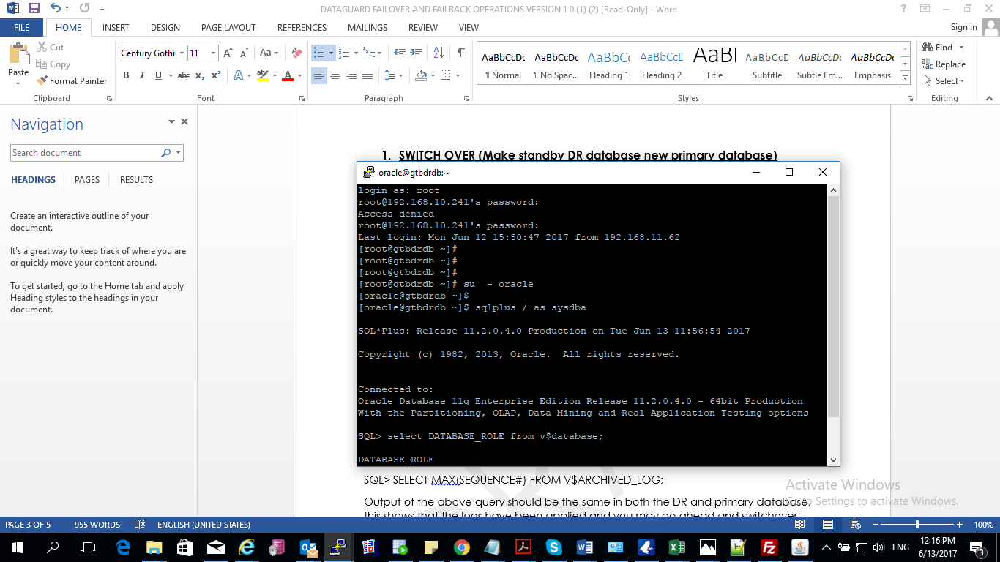 DATAGUARD FAILOVER AND FAILBACK OPERATIONS VERSION 1 0 (1) (2) [Read-Only] - Word
FILE HOME INSERT DESIGN PAGE LAYOUT REFERENCES MAILINGS REVIEW VIEW Sign in
Paste
Cut
Copy
Format Painter
Clipboard
Century Gothi 11
Font
Paragraph
AaBbCcDc AaBbCcDc AaBbC AaBbCcD AaB AaBbCcD AaBbCcDc AaBbCcDc
¶ Normal ¶ No Spac... Heading 1 Heading 2 Title Subtitle Subtle Em... Emphasis
Styles
Find
Replace
Select
Editing
Navigation
Search document
HEADINGS PAGES RESULTS
Create an interactive outline of your
document.
It's a great way to keep track of where you are
or quickly move your content around.
To get started, go to the Home tab and apply
Heading styles to the headings in your
document.
1. SWITCH OVER (Make standby DR database new primary database)
oracle@gtbdrdb:~
login as: root
root@192.168.10.241's password:
Access denied
root@192.168.10.241's password:
Last login: Mon Jun 12 15:50:47 2017 from 192.168.11.62
[root@gtbdrdb ~]#
[root@gtbdrdb ~]#
[root@gtbdrdb ~]#
[root@gtbdrdb ~]# su  - oracle
[oracle@gtbdrdb ~]$
[oracle@gtbdrdb ~]$ sqlplus / as sysdba
SQL*Plus: Release 11.2.0.4.0 Production on Tue Jun 13 11:56:54 2017
Copyright (c) 1982, 2013, Oracle.  All rights reserved.
Connected to:
Oracle Database 11g Enterprise Edition Release 11.2.0.4.0 - 64bit Production
With the Partitioning, OLAP, Data Mining and Real Application Testing options
SQL> select DATABASE_ROLE from v$database;
DATABASE_ROLE
SQL> SELECT MAX(SEQUENCE#) FROM V$ARCHIVED_LOG;
Output of the above query should be the same in both the DR and primary database,
this shows that the logs have been applied and you may go ahead and switchover
Activate Windows
Go to Settings to activate Windows.
PAGE 3 OF 5 955 WORDS ENGLISH (UNITED STATES) 100%
ENG
12:16 PM
6/13/2017
3